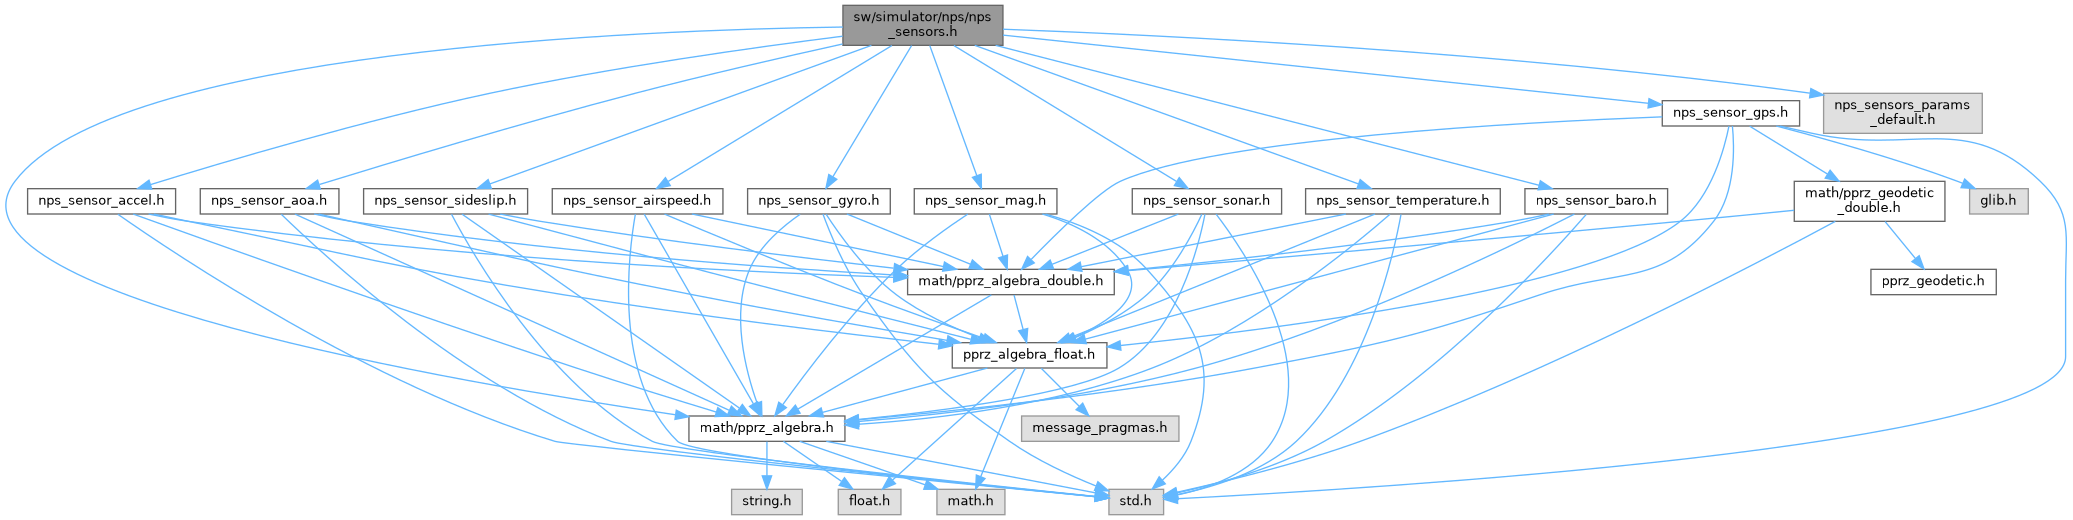 sw/simulator/nps/nps
_sensors.h
nps_sensors_params
_default.h
nps_sensor_gps.h
nps_sensor_accel.h
nps_sensor_aoa.h
nps_sensor_sideslip.h
nps_sensor_airspeed.h
nps_sensor_gyro.h
nps_sensor_mag.h
nps_sensor_sonar.h
nps_sensor_temperature.h
nps_sensor_baro.h
math/pprz_geodetic
_double.h
glib.h
math/pprz_algebra_double.h
pprz_geodetic.h
pprz_algebra_float.h
math/pprz_algebra.h
message_pragmas.h
string.h
float.h
math.h
std.h